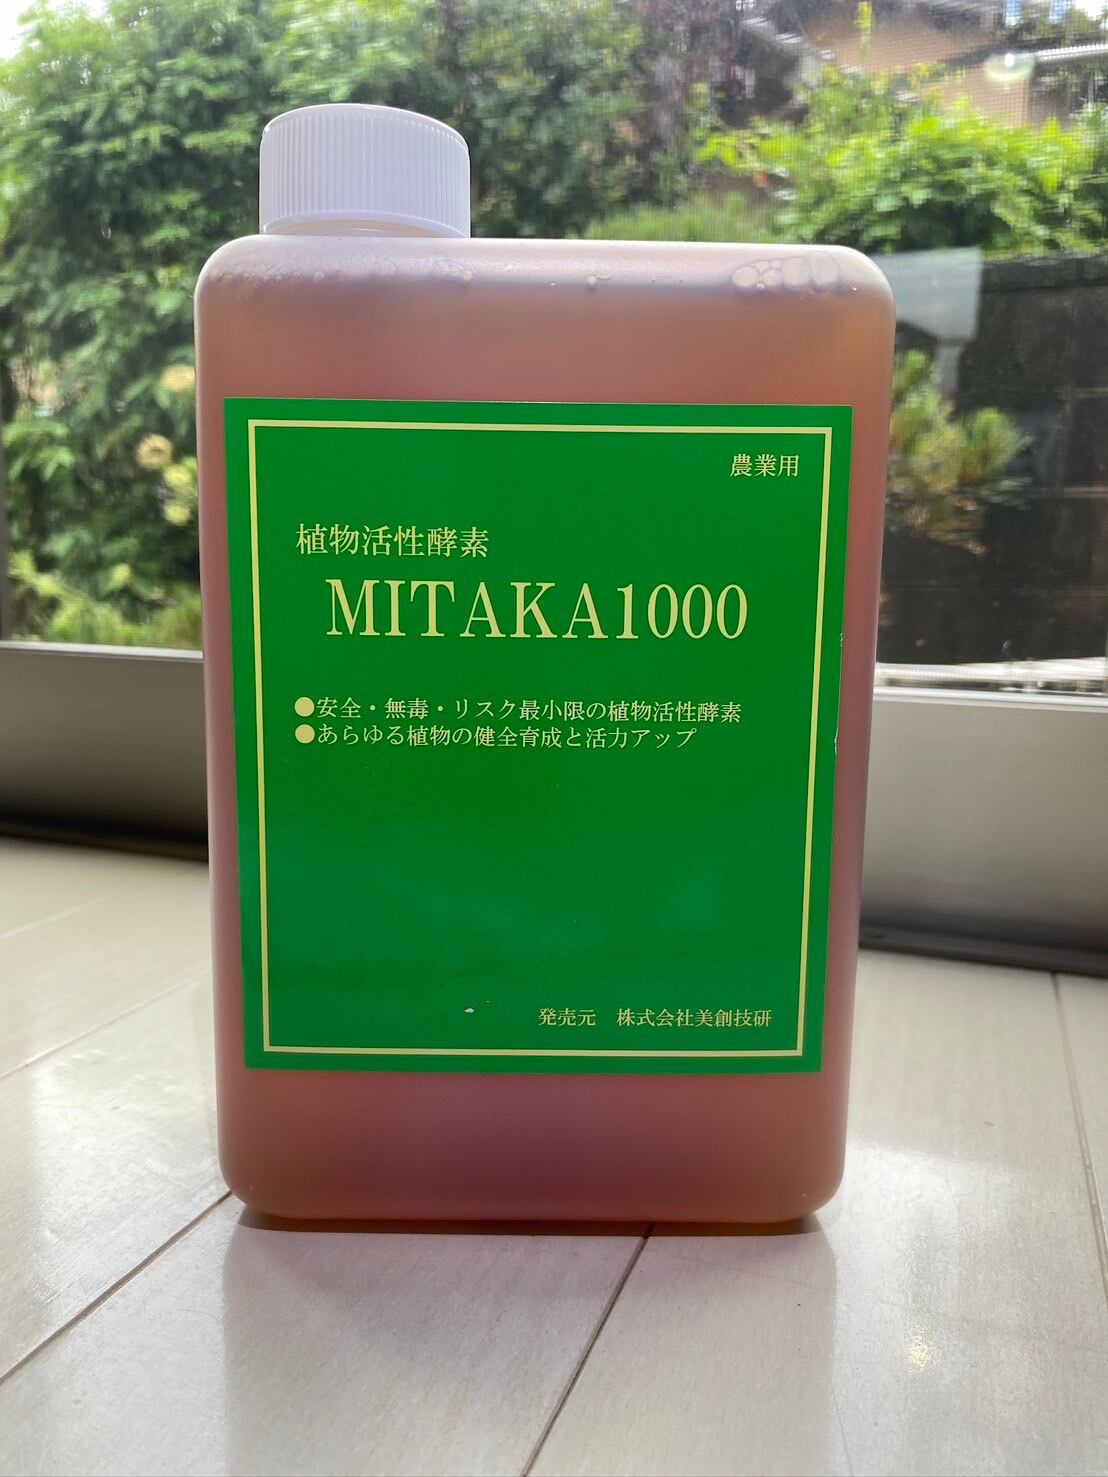 農業用
植物活性酵素
MITAKA1000
●安全・無毒・リスク最小限の植物活性酵素
●あらゆる植物の健全育成と活力アップ
発売元　株式会社美創技研